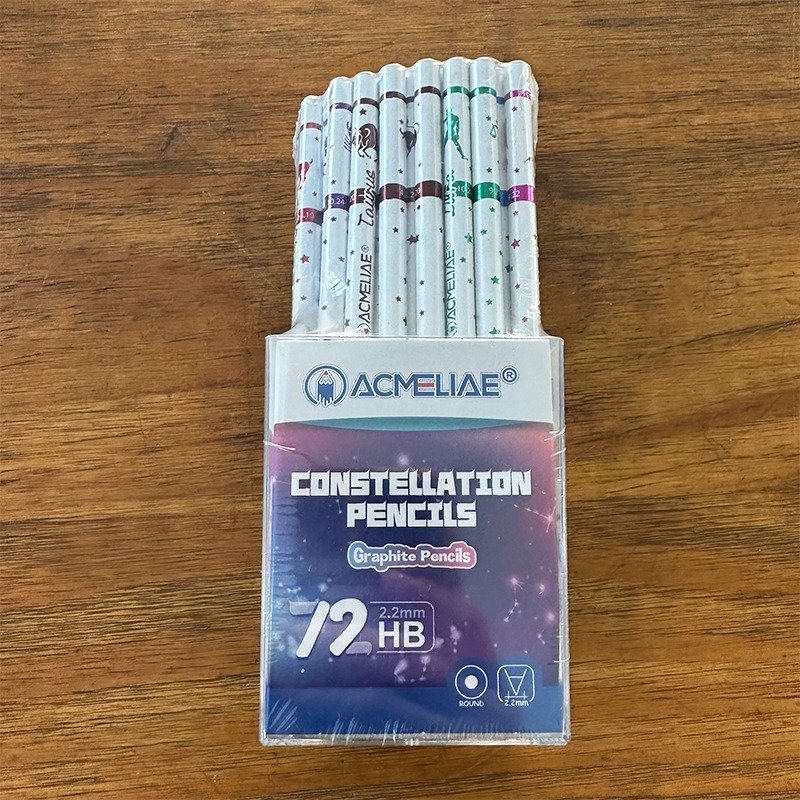 Taurus
ACMELIAE®
ACMELIAE
ACMELIAE®
CONSTELLATION
PENCILS
Graphite Pencils
72
2.2mm
HB
ROUND
2.2mm